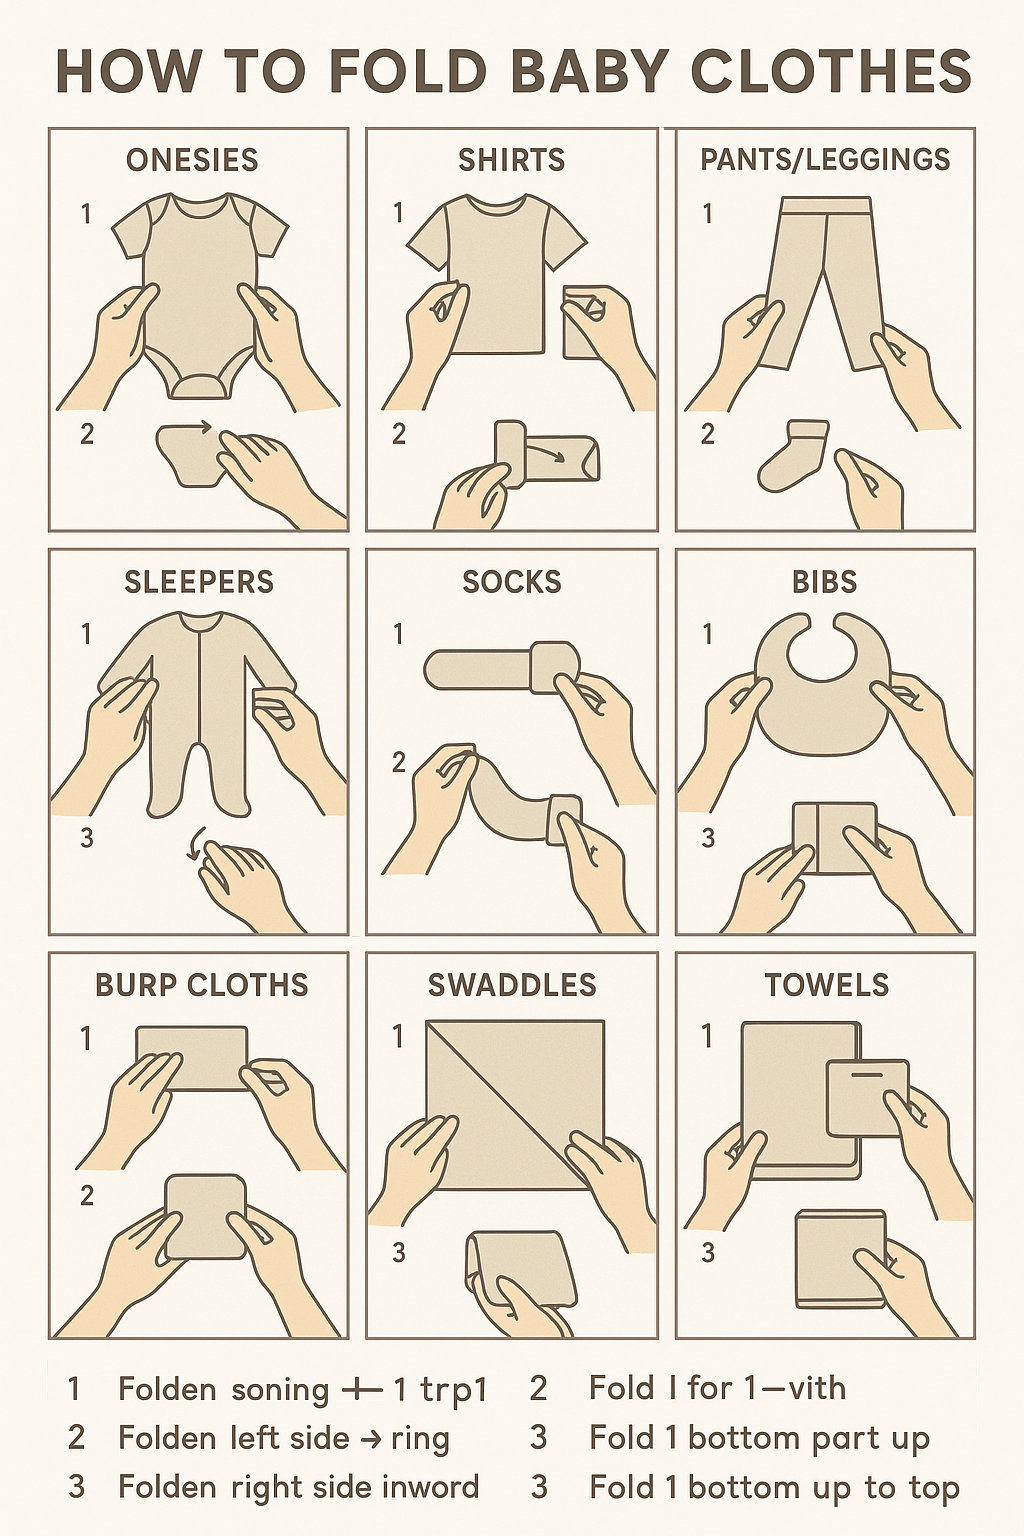 HOW TO FOLD BABY CLOTHES
ONESIES
1
2
SHIRTS
1
2
PANTS/LEGGINGS
1
2
SLEEPERS
1
3
SOCKS
1
2
BIBS
1
3
BURP CLOTHS
1
2
SWADDLES
1
3
TOWELS
1
3
1 Folden soning +— 1 trp1
2 Folden left side → ring
3 Folden right side inword
2 Fold I for 1—vith
3 Fold 1 bottom part up
3 Fold 1 bottom up to top